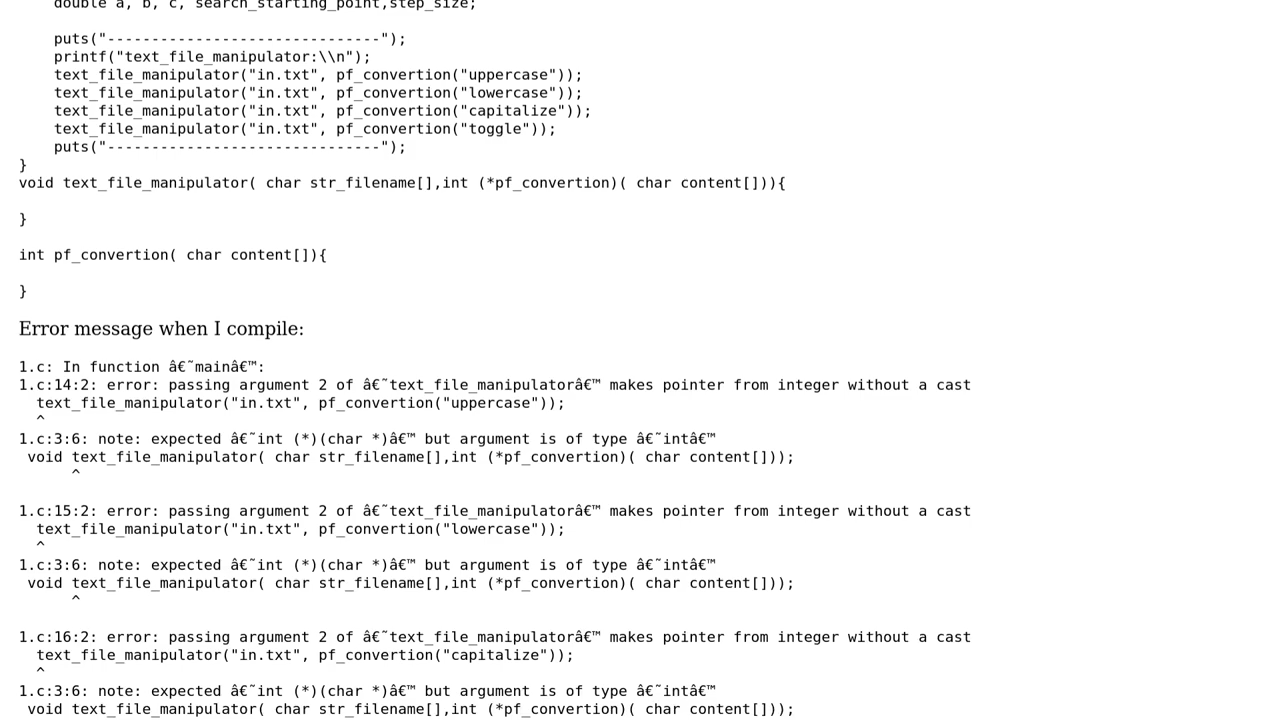 double a, b, c, search_starting_point,step_size;
puts("-------------------------------");
printf("text_file_manipulator:\\n");
text_file_manipulator("in.txt", pf_convertion("uppercase"));
text_file_manipulator("in.txt", pf_convertion("lowercase"));
text_file_manipulator("in.txt", pf_convertion("capitalize"));
text_file_manipulator("in.txt", pf_convertion("toggle"));
puts("-------------------------------");
}
void text_file_manipulator( char str_filename[],int (*pf_convertion)( char content[])){
}
int pf_convertion( char content[]){
}
Error message when I compile:
1.c: In function â€˜mainâ€™:
1.c:14:2: error: passing argument 2 of â€˜text_file_manipulatorâ€™ makes pointer from integer without a cast
text_file_manipulator("in.txt", pf_convertion("uppercase"));
^
1.c:3:6: note: expected â€˜int (*)(char *)â€™ but argument is of type â€˜intâ€™
void text_file_manipulator( char str_filename[],int (*pf_convertion)( char content[]));
^
1.c:15:2: error: passing argument 2 of â€˜text_file_manipulatorâ€™ makes pointer from integer without a cast
text_file_manipulator("in.txt", pf_convertion("lowercase"));
^
1.c:3:6: note: expected â€˜int (*)(char *)â€™ but argument is of type â€˜intâ€™
void text_file_manipulator( char str_filename[],int (*pf_convertion)( char content[]));
^
1.c:16:2: error: passing argument 2 of â€˜text_file_manipulatorâ€™ makes pointer from integer without a cast
text_file_manipulator("in.txt", pf_convertion("capitalize"));
^
1.c:3:6: note: expected â€˜int (*)(char *)â€™ but argument is of type â€˜intâ€™
void text_file_manipulator( char str_filename[],int (*pf_convertion)( char content[]));